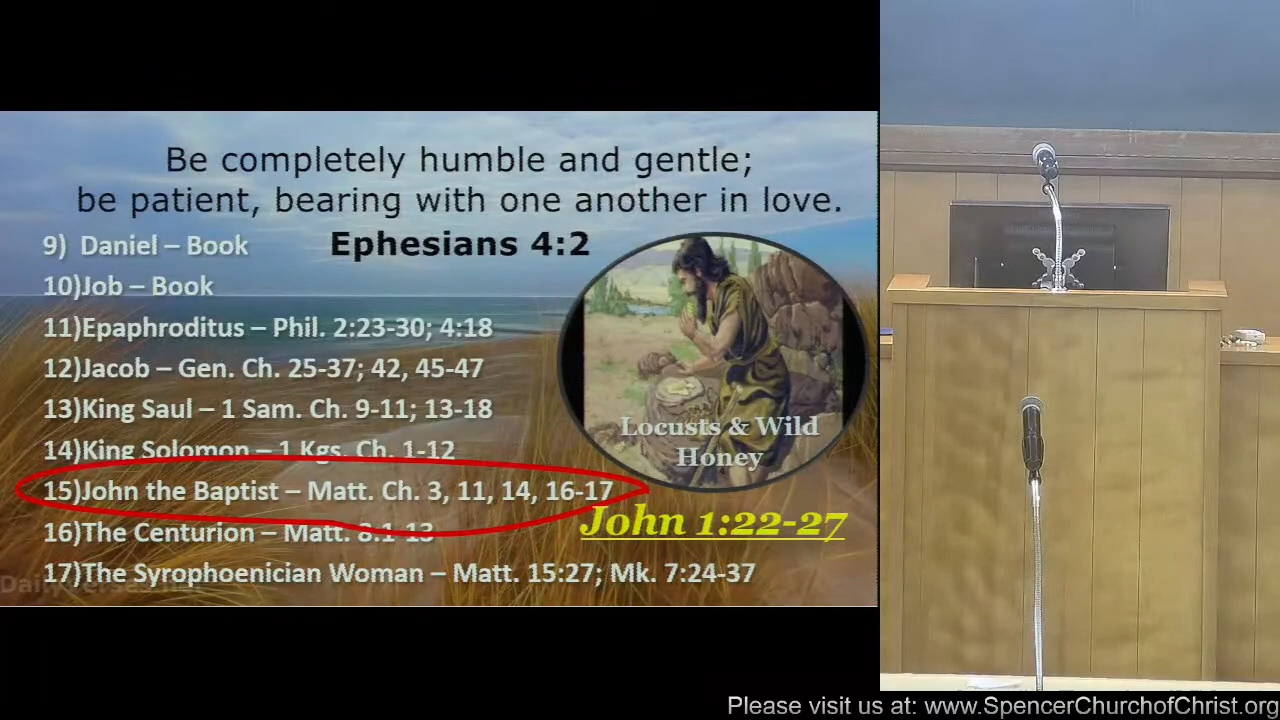 Be completely humble and gentle;
be patient, bearing with one another in love.
Ephesians 4:2
9) Daniel – Book
10)Job – Book
11)Epaphroditus – Phil. 2:23-30; 4:18
12)Jacob – Gen. Ch. 25-37; 42, 45-47
13)King Saul – 1 Sam. Ch. 9-11; 13-18
14)King Solomon – 1 Kgs. Ch. 1-12
15)John the Baptist – Matt. Ch. 3, 11, 14, 16-17
16)The Centurion – Matt. 8:1-13
17)The Syrophoenician Woman – Matt. 15:27; Mk. 7:24-37
Locusts & Wild
Honey
John 1:22-27
Please visit us at: www.SpencerChurchofChrist.org